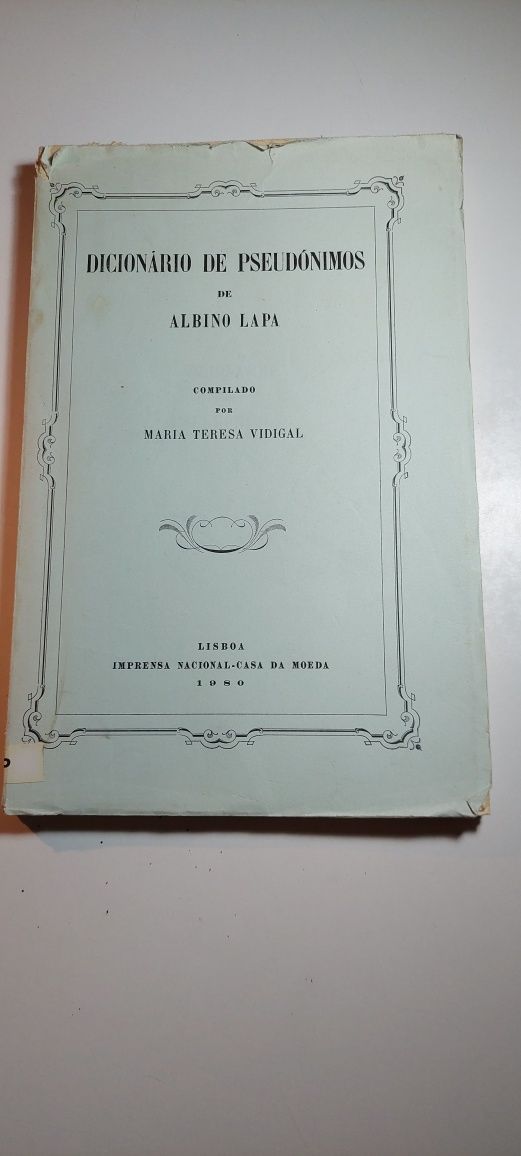 DICIONÁRIO DE PSEUDÓNIMOS
DE
ALBINO LAPA
COMPILADO
POR
MARIA TERESA VIDIGAL
LISBOA
IMPRENSA NACIONAL-CASA DA MOEDA
1980